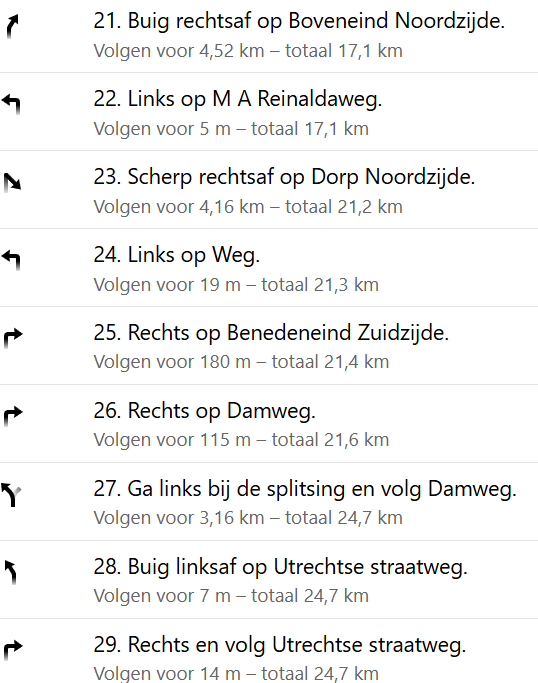 21. Buig rechtsaf op Boveneind Noordzijde.
Volgen voor 4,52 km – totaal 17,1 km
22. Links op M A Reinaldaweg.
Volgen voor 5 m – totaal 17,1 km
23. Scherp rechtsaf op Dorp Noordzijde.
Volgen voor 4,16 km – totaal 21,2 km
24. Links op Weg.
Volgen voor 19 m – totaal 21,3 km
25. Rechts op Benedeneind Zuidzijde.
Volgen voor 180 m – totaal 21,4 km
26. Rechts op Damweg.
Volgen voor 115 m – totaal 21,6 km
27. Ga links bij de splitsing en volg Damweg.
Volgen voor 3,16 km – totaal 24,7 km
28. Buig linksaf op Utrechtse straatweg.
Volgen voor 7 m – totaal 24,7 km
29. Rechts en volg Utrechtse straatweg.
Volgen voor 14 m – totaal 24,7 km